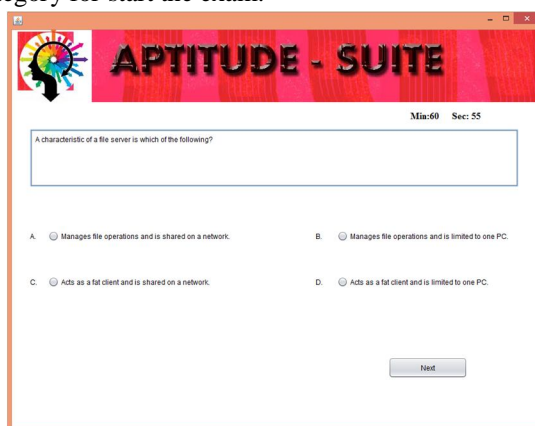 tegory for start the exam.
APTITUDE - SUITE
Min:60 Sec: 55
A characteristic of a file server is which of the following?
A. Manages file operations and is shared on a network.
B. Manages file operations and is limited to one PC.
C. Acts as a fat client and is shared on a network.
D. Acts as a fat client and is limited to one PC.
Next